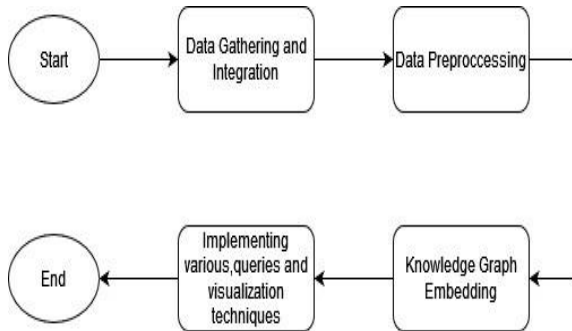 Start
Data Gathering and
Integration
Data Preproccessing
Implementing
various,queries and
visualization
techniques
Knowledge Graph
Embedding
End